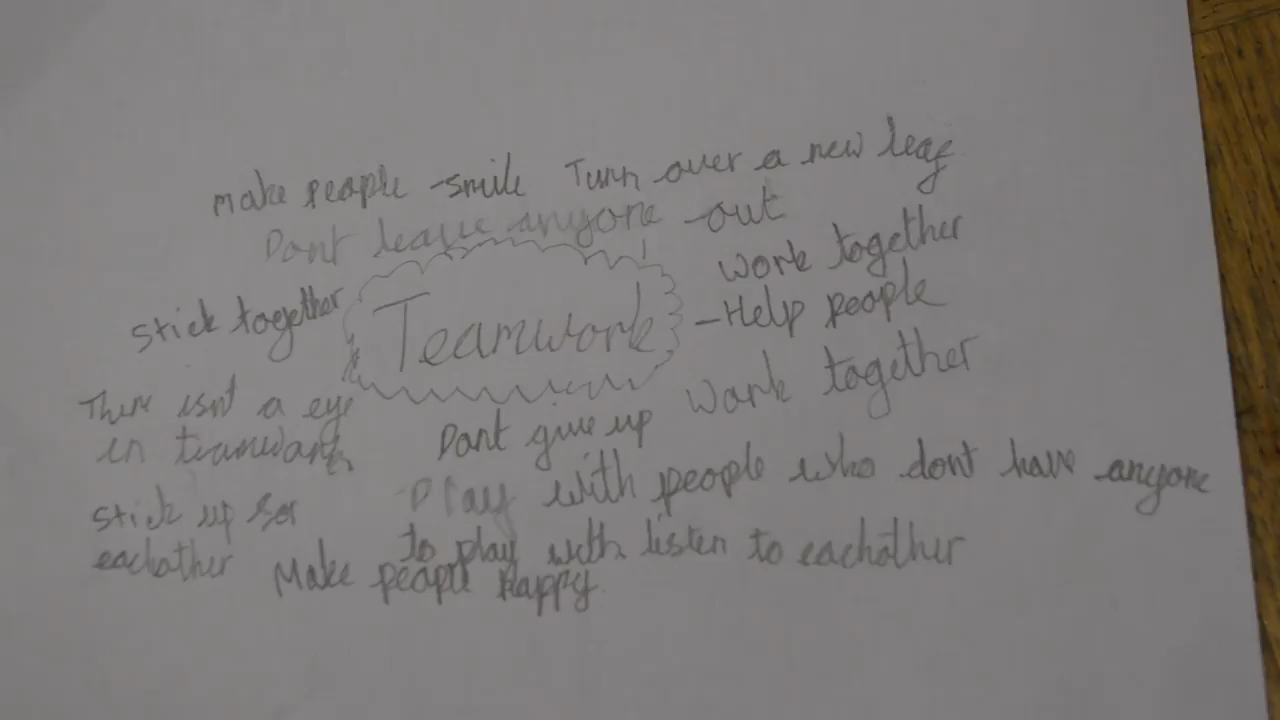 make people -smile Turn over a new leaf
Dont leave anyone -out
work together
stick together
Teamwork
-Help people
work together
There isnt a eye
in teamwork
Dont give up
Play with people who dont have anyone
stick up for
eachother
to play with listen to eachother
Make people Happy